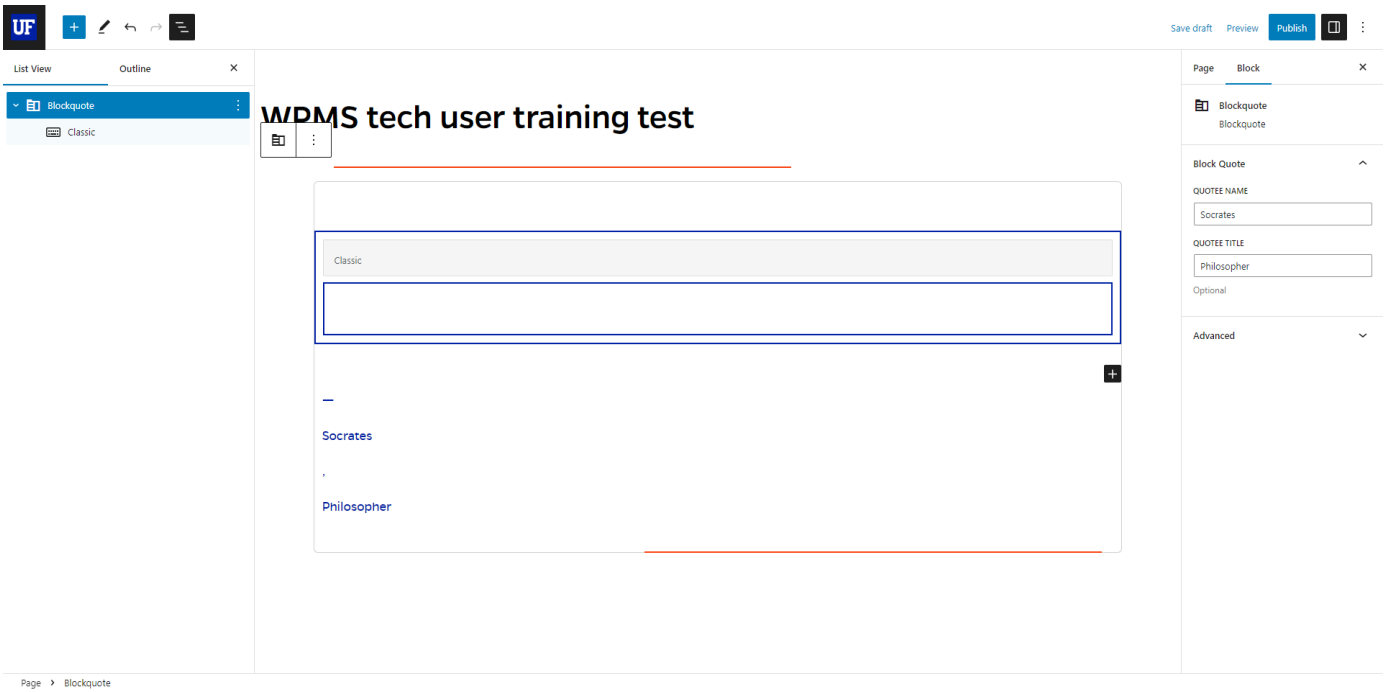 UF
Save draft Preview Publish
List View Outline
Blockquote
Classic
WPMS tech user training test
Classic
—
Socrates
,
Philosopher
Page Block
Blockquote
Blockquote
Block Quote
QUOTEE NAME
Socrates
QUOTEE TITLE
Philosopher
Optional
Advanced
Page > Blockquote